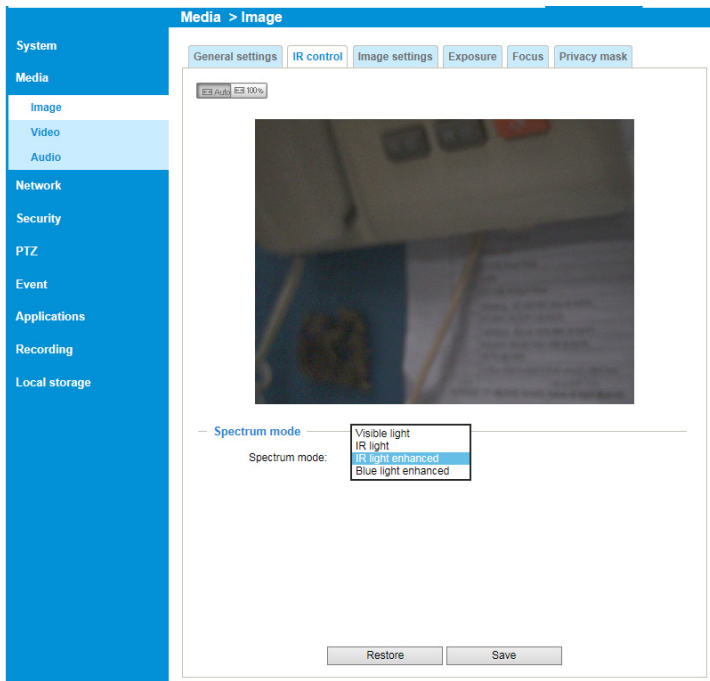 Media > Image
System
Media
Image
Video
Audio
Network
Security
PTZ
Event
Applications
Recording
Local storage
General settings
IR control
Image settings
Exposure
Focus
Privacy mask
Auto
100%
Spectrum mode
Spectrum mode:
Visible light
IR light
IR light enhanced
Blue light enhanced
Restore
Save